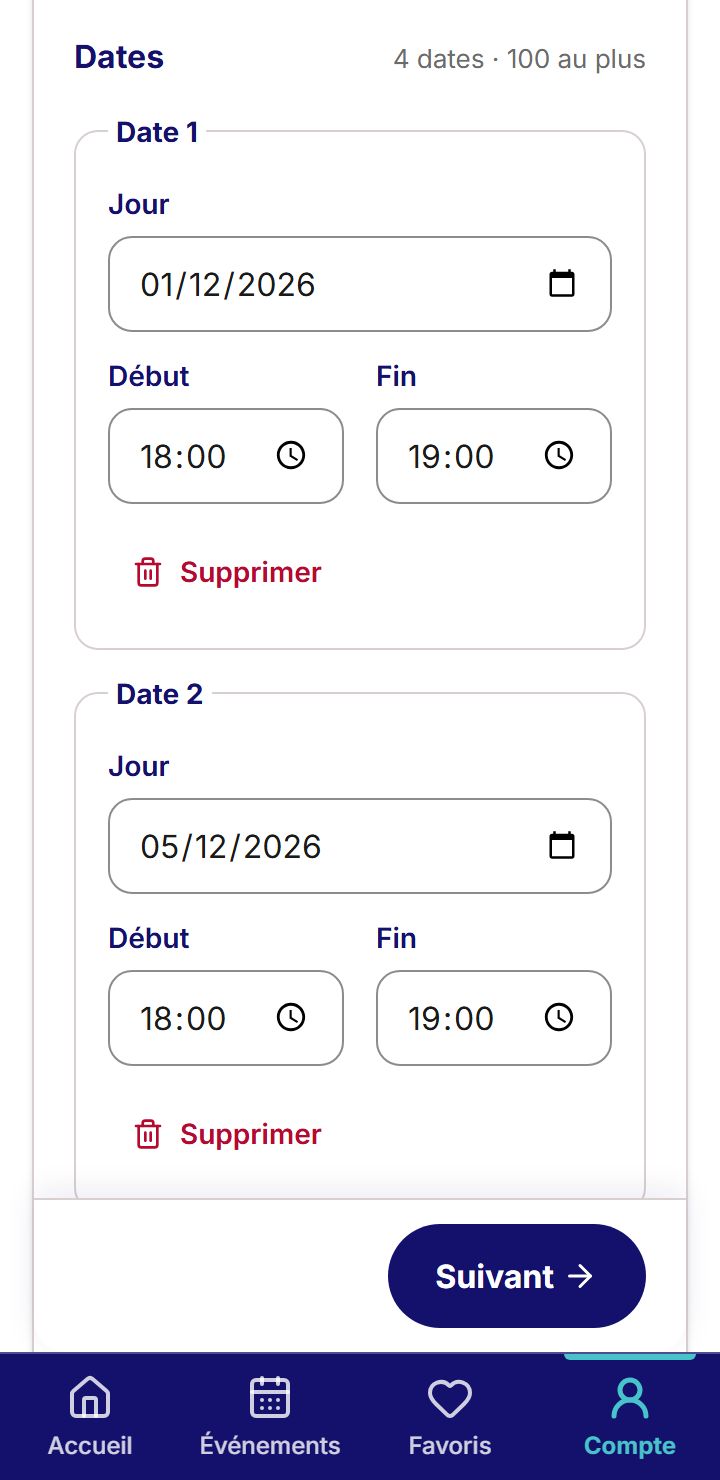 Dates
4 dates · 100 au plus
Date 1
Jour
01/12/2026
Début Fin
18:00 19:00
Supprimer
Date 2
Jour
05/12/2026
Début Fin
18:00 19:00
Supprimer
Suivant →
Accueil Événements Favoris Compte